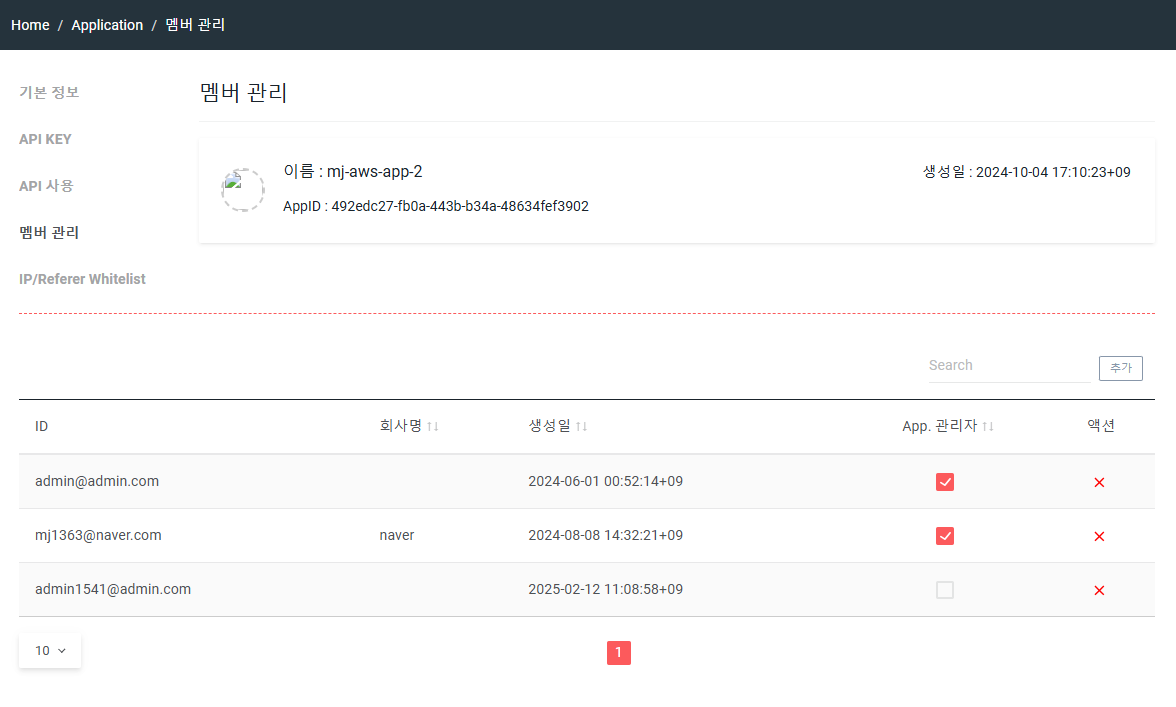 Home / Application / 멤버 관리
기본 정보
API KEY
API 사용
멤버 관리
IP/Referer Whitelist
멤버 관리
이름 : mj-aws-app-2
생성일 : 2024-10-04 17:10:23+09
AppID : 492edc27-fb0a-443b-b34a-48634fef3902
Search 추가
ID 회사명 ↑↓ 생성일 ↑↓ App. 관리자 ↑↓ 액션
admin@admin.com 2024-06-01 00:52:14+09
mj1363@naver.com naver 2024-08-08 14:32:21+09
admin1541@admin.com 2025-02-12 11:08:58+09
10 1